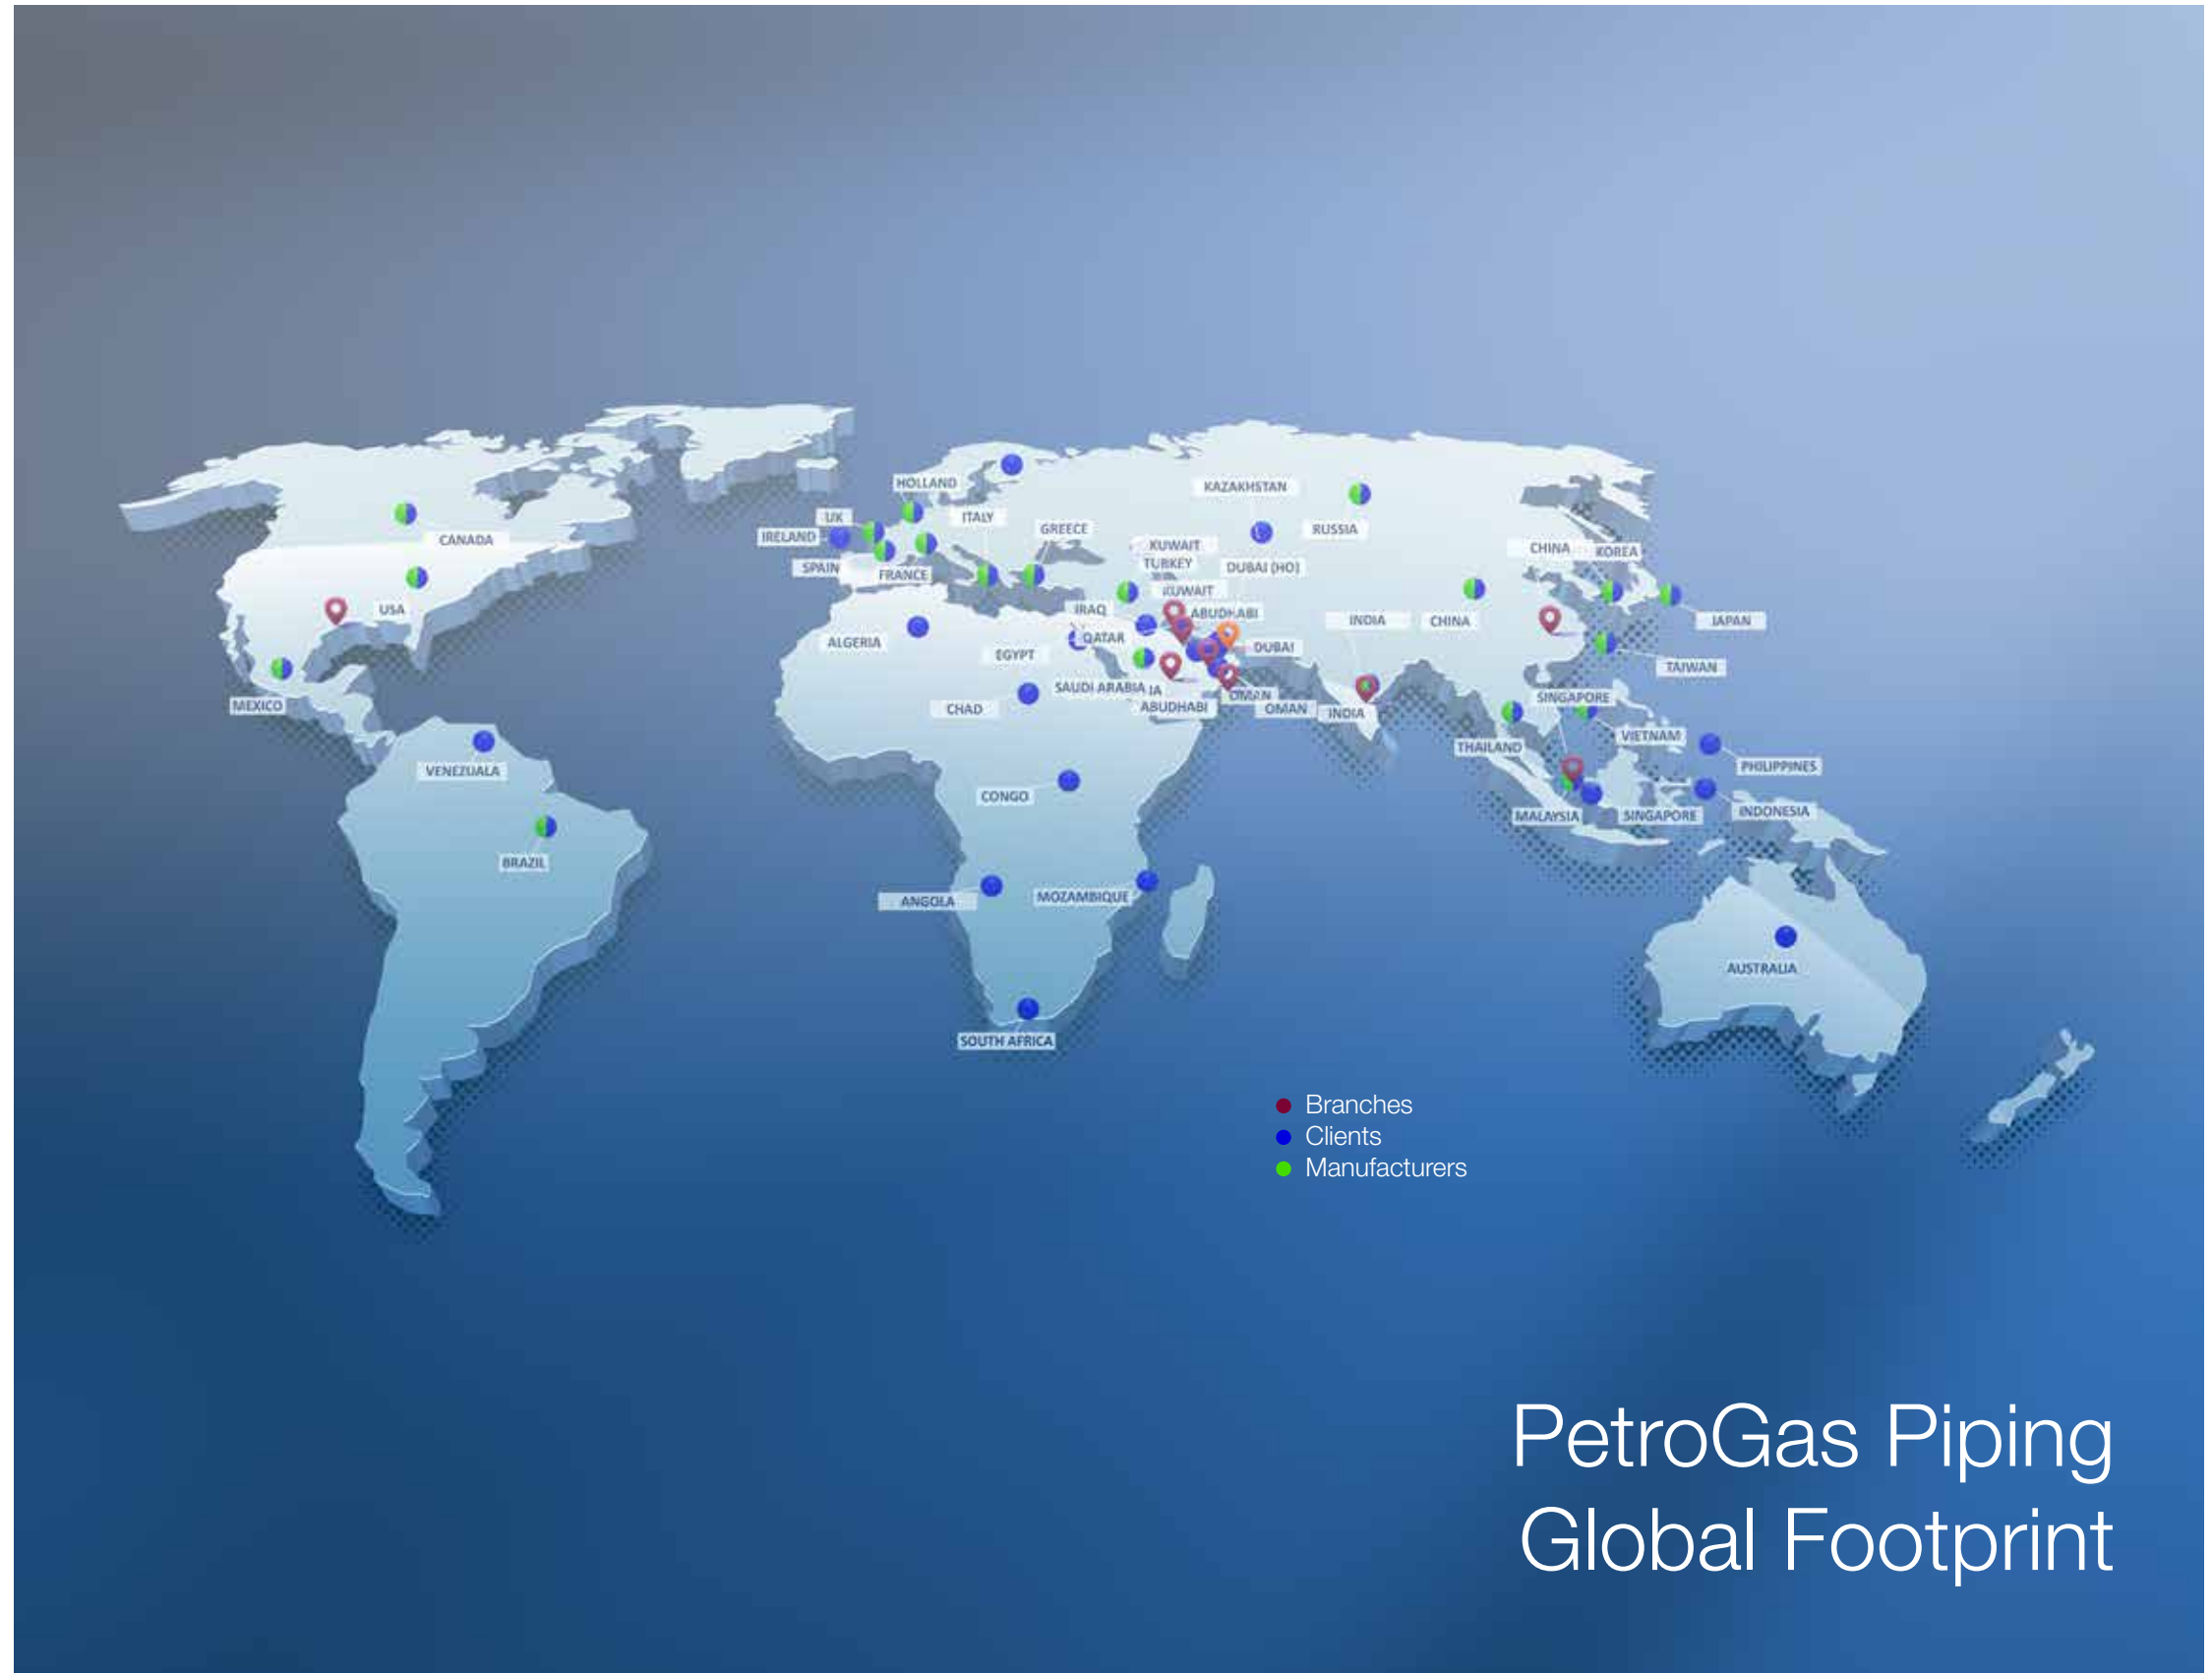 HOLLAND
KAZAKHSTAN
UK
ITALY
IRELAND
GREECE
RUSSIA
CANADA
KUWAIT
CHINA
KOREA
SPAIN
FRANCE
TURKEY
DUBAI (HO)
KUWAIT
USA
IRAQ
ABUDHABI
INDIA
CHINA
JAPAN
ALGERIA
QATAR
EGYPT
DUBAI
TAIWAN
SAUDI ARABIA
IA
OMAN
SINGAPORE
MEXICO
CHAD
ABUDHABI
OMAN
INDIA
VIETNAM
THAILAND
VENEZUALA
PHILIPPINES
CONGO
MALAYSIA
SINGAPORE
INDONESIA
BRAZIL
ANGOLA
MOZAMBIQUE
AUSTRALIA
SOUTH AFRICA
Branches
Clients
Manufacturers
PetroGas Piping
Global Footprint